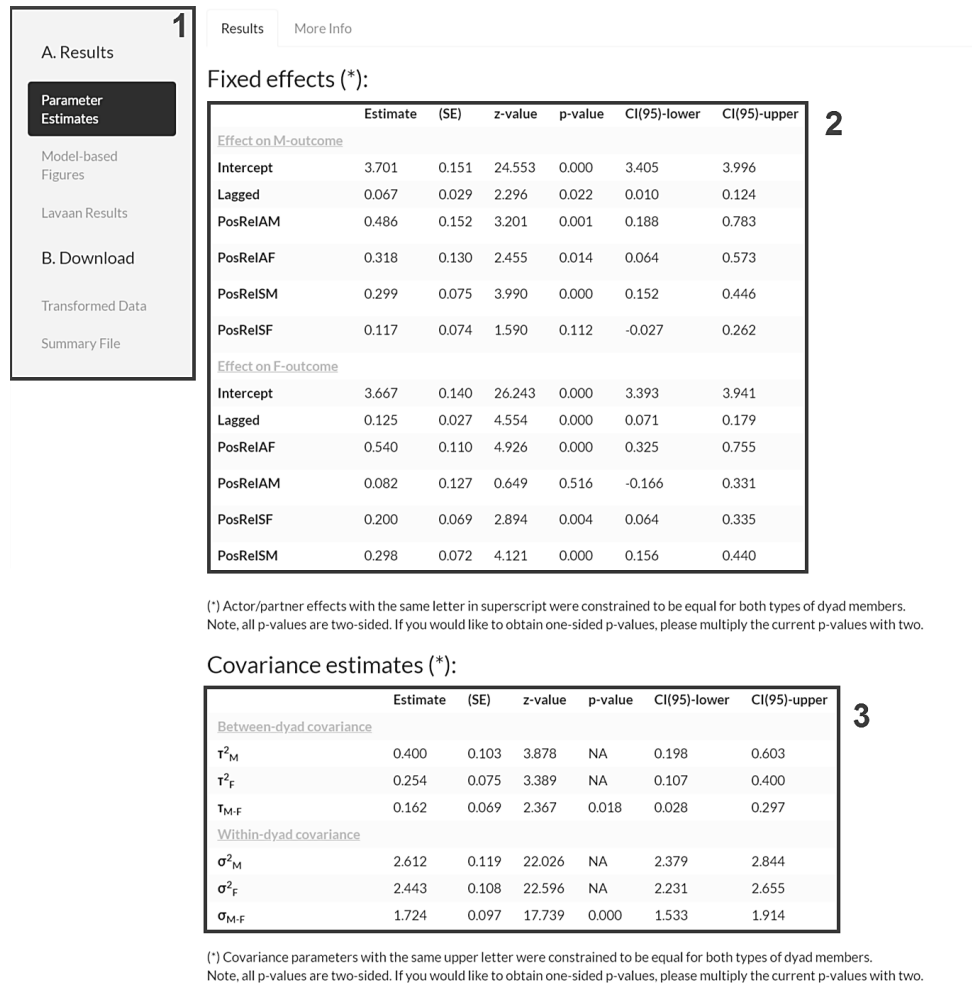 1
A. Results
Parameter
Estimates
Model-based
Figures
Lavaan Results
B. Download
Transformed Data
Summary File
Results More Info
Fixed effects (*):
2
Estimate (SE) z-value p-value CI(95)-lower CI(95)-upper
Effect on M-outcome
Intercept 3.701 0.151 24.553 0.000 3.405 3.996
Lagged 0.067 0.029 2.296 0.022 0.010 0.124
PosRelAM 0.486 0.152 3.201 0.001 0.188 0.783
PosRelAF 0.318 0.130 2.455 0.014 0.064 0.573
PosRelSM 0.299 0.075 3.990 0.000 0.152 0.446
PosRelSF 0.117 0.074 1.590 0.112 -0.027 0.262
Effect on F-outcome
Intercept 3.667 0.140 26.243 0.000 3.393 3.941
Lagged 0.125 0.027 4.554 0.000 0.071 0.179
PosRelAF 0.540 0.110 4.926 0.000 0.325 0.755
PosRelAM 0.082 0.127 0.649 0.516 -0.166 0.331
PosRelSF 0.200 0.069 2.894 0.004 0.064 0.335
PosRelSM 0.298 0.072 4.121 0.000 0.156 0.440
(*) Actor/partner effects with the same letter in superscript were constrained to be equal for both types of dyad members.
Note, all p-values are two-sided. If you would like to obtain one-sided p-values, please multiply the current p-values with two.
Covariance estimates (*):
3
Estimate (SE) z-value p-value CI(95)-lower CI(95)-upper
Between-dyad covariance
τ²M 0.400 0.103 3.878 NA 0.198 0.603
τ²F 0.254 0.075 3.389 NA 0.107 0.400
τM-F 0.162 0.069 2.367 0.018 0.028 0.297
Within-dyad covariance
σ²M 2.612 0.119 22.026 NA 2.379 2.844
σ²F 2.443 0.108 22.596 NA 2.231 2.655
σM-F 1.724 0.097 17.739 0.000 1.533 1.914
(*) Covariance parameters with the same upper letter were constrained to be equal for both types of dyad members.
Note, all p-values are two-sided. If you would like to obtain one-sided p-values, please multiply the current p-values with two.